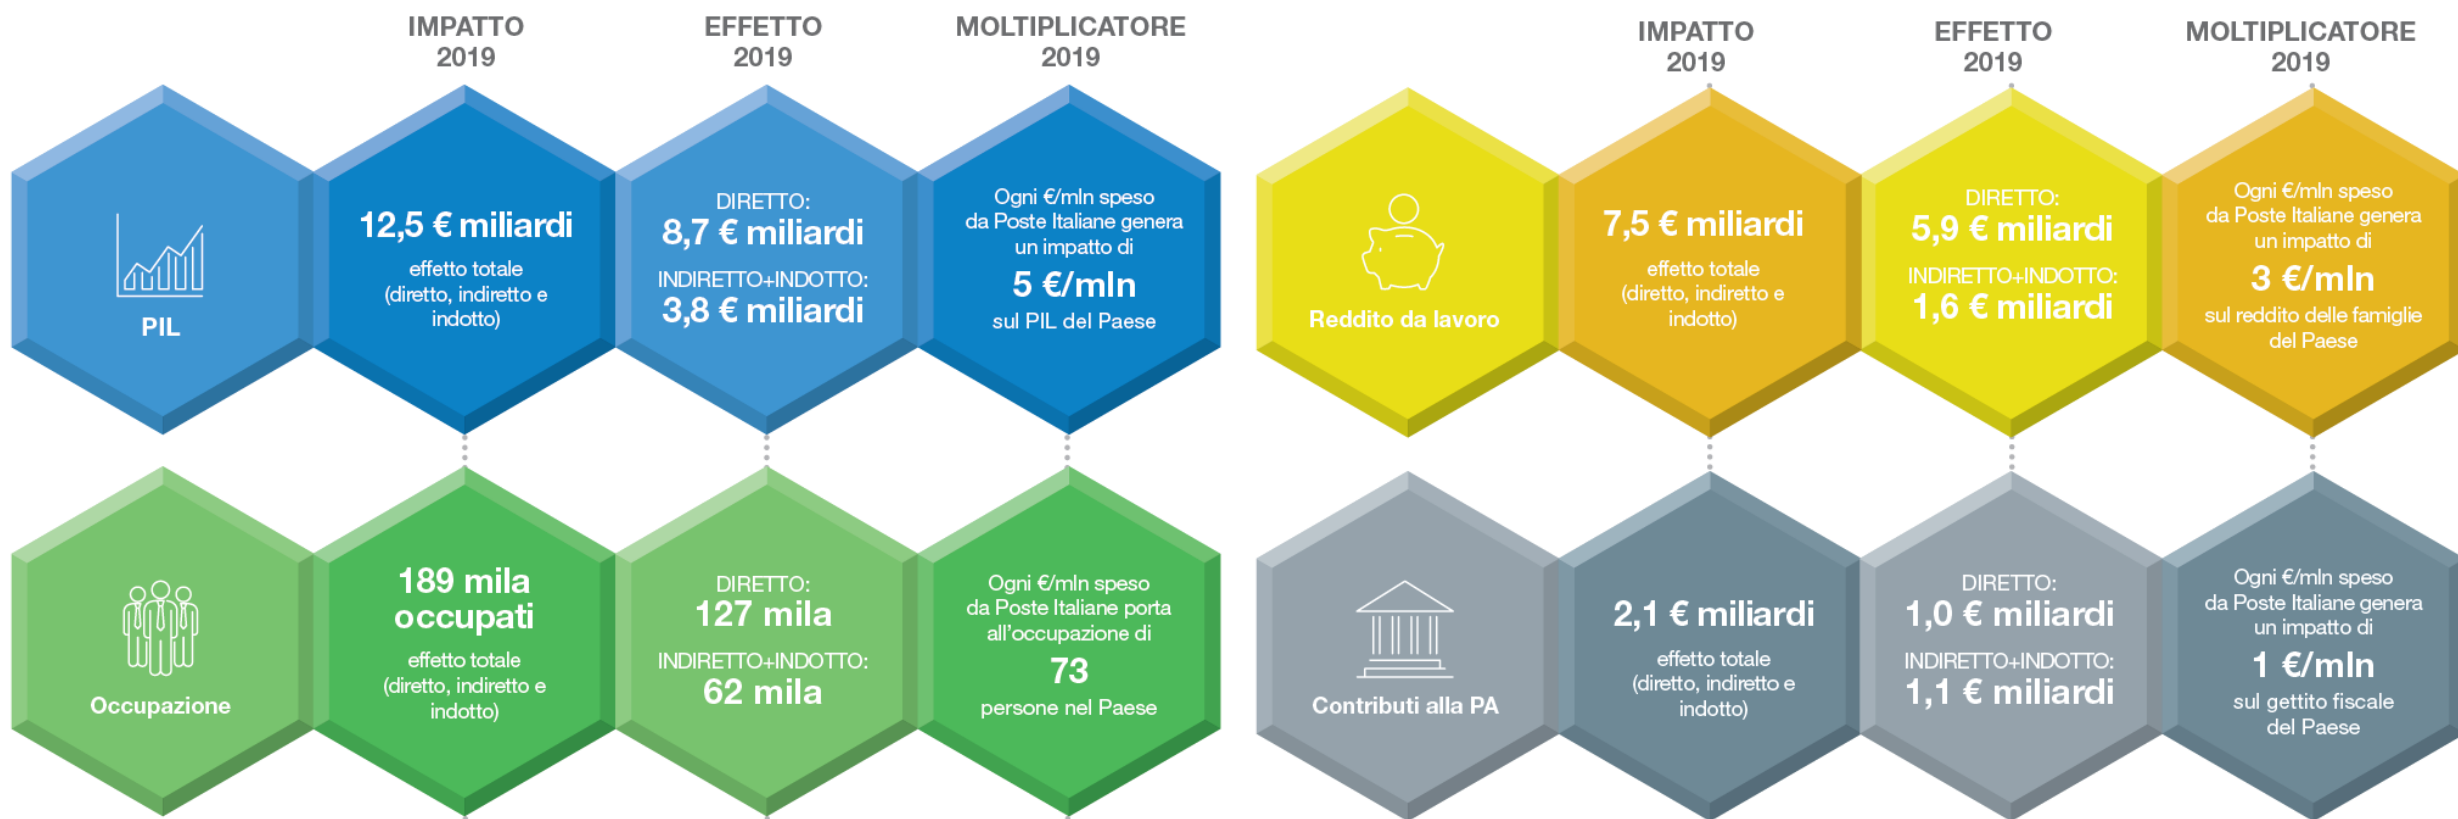 IMPATTO
2019
EFFETTO
2019
MOLTIPLICATORE
2019
PIL
12,5 € miliardi
effetto totale
(diretto, indiretto e
indotto)
DIRETTO:
8,7 € miliardi
INDIRETTO+INDOTTO:
3,8 € miliardi
Ogni €/mln speso
da Poste Italiane genera
un impatto di
5 €/mln
sul PIL del Paese
Occupazione
189 mila
occupati
effetto totale
(diretto, indiretto e
indotto)
DIRETTO:
127 mila
INDIRETTO+INDOTTO:
62 mila
Ogni €/mln speso
da Poste Italiane porta
all'occupazione di
73
persone nel Paese
IMPATTO
2019
EFFETTO
2019
MOLTIPLICATORE
2019
Reddito da lavoro
7,5 € miliardi
effetto totale
(diretto, indiretto e
indotto)
DIRETTO:
5,9 € miliardi
INDIRETTO+INDOTTO:
1,6 € miliardi
Ogni €/mln speso
da Poste Italiane genera
un impatto di
3 €/mln
sul reddito delle famiglie
del Paese
Contributi alla PA
2,1 € miliardi
effetto totale
(diretto, indiretto e
indotto)
DIRETTO:
1,0 € miliardi
INDIRETTO+INDOTTO:
1,1 € miliardi
Ogni €/mln speso
da Poste Italiane genera
un impatto di
1 €/mln
sul gettito fiscale
del Paese